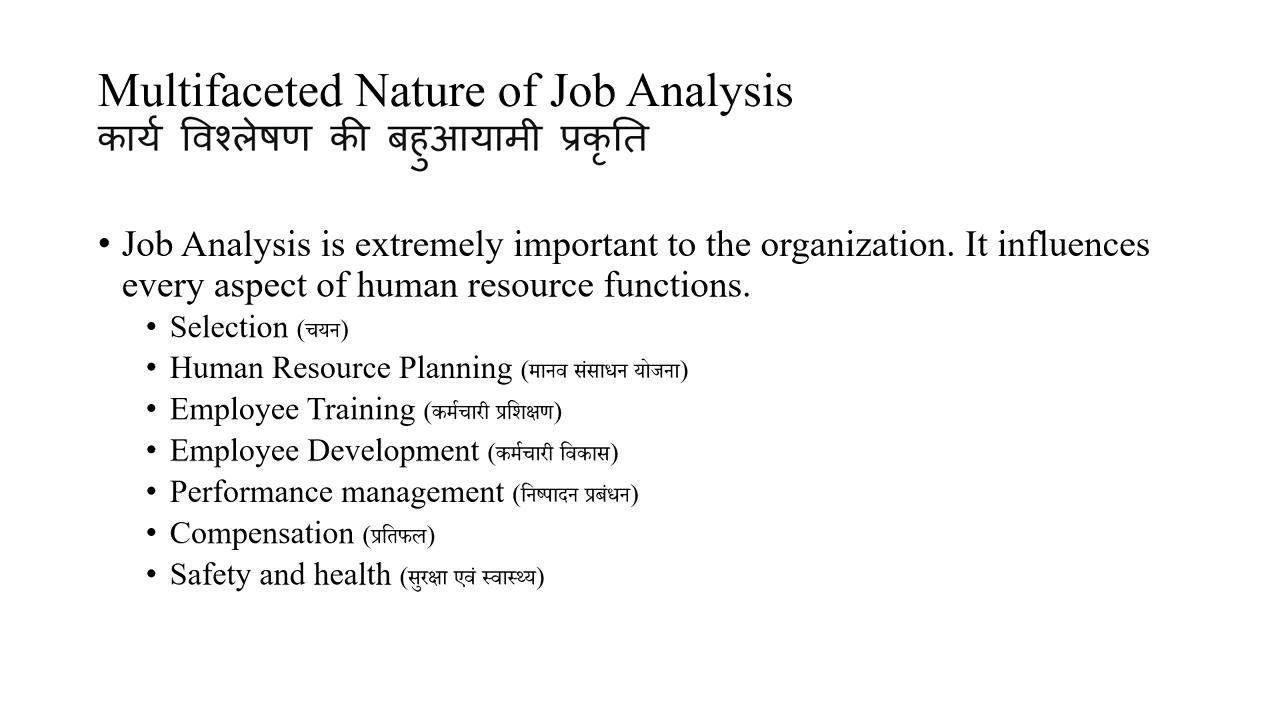 Multifaceted Nature of Job Analysis
कार्य विश्लेषण की बहुआयामी प्रकृति
• Job Analysis is extremely important to the organization. It influences
every aspect of human resource functions.
• Selection (चयन)
• Human Resource Planning (मानव संसाधन योजना)
• Employee Training (कर्मचारी प्रशिक्षण)
• Employee Development (कर्मचारी विकास)
• Performance management (निष्पादन प्रबंधन)
• Compensation (प्रतिफल)
• Safety and health (सुरक्षा एवं स्वास्थ्य)